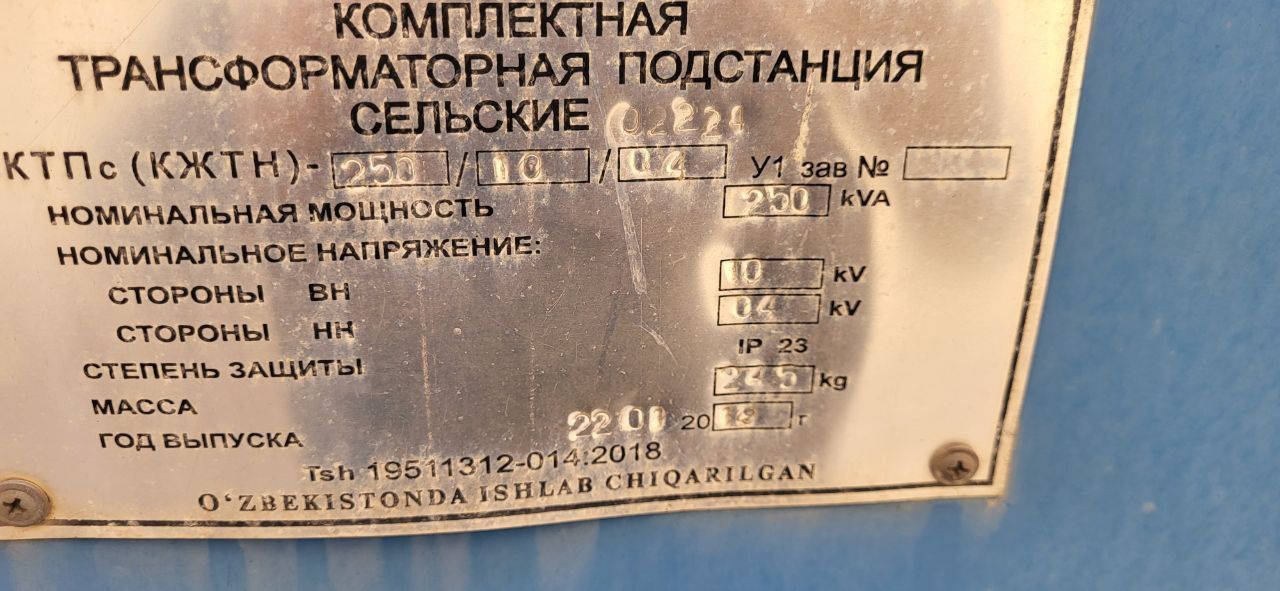 КОМПЛЕКТНАЯ
ТРАНСФОРМАТОРНАЯ ПОДСТАНЦИЯ
СЕЛЬСКИЕ 02224
КТПс (КЖТН)- 250 / 10 / 04 У1 зав №
НОМИНАЛЬНАЯ МОЩНОСТЬ 250 kVA
НОМИНАЛЬНОЕ НАПРЯЖЕНИЕ:
СТОРОНЫ ВН 10 kV
СТОРОНЫ НН 04 kV
СТЕПЕНЬ ЗАЩИТЫ IP 23
МАССА kg
ГОД ВЫПУСКА 2201 20 г
Tsh 19511312-014:2018
O‘ZBEKISTONDA ISHLAB CHIQARILGAN